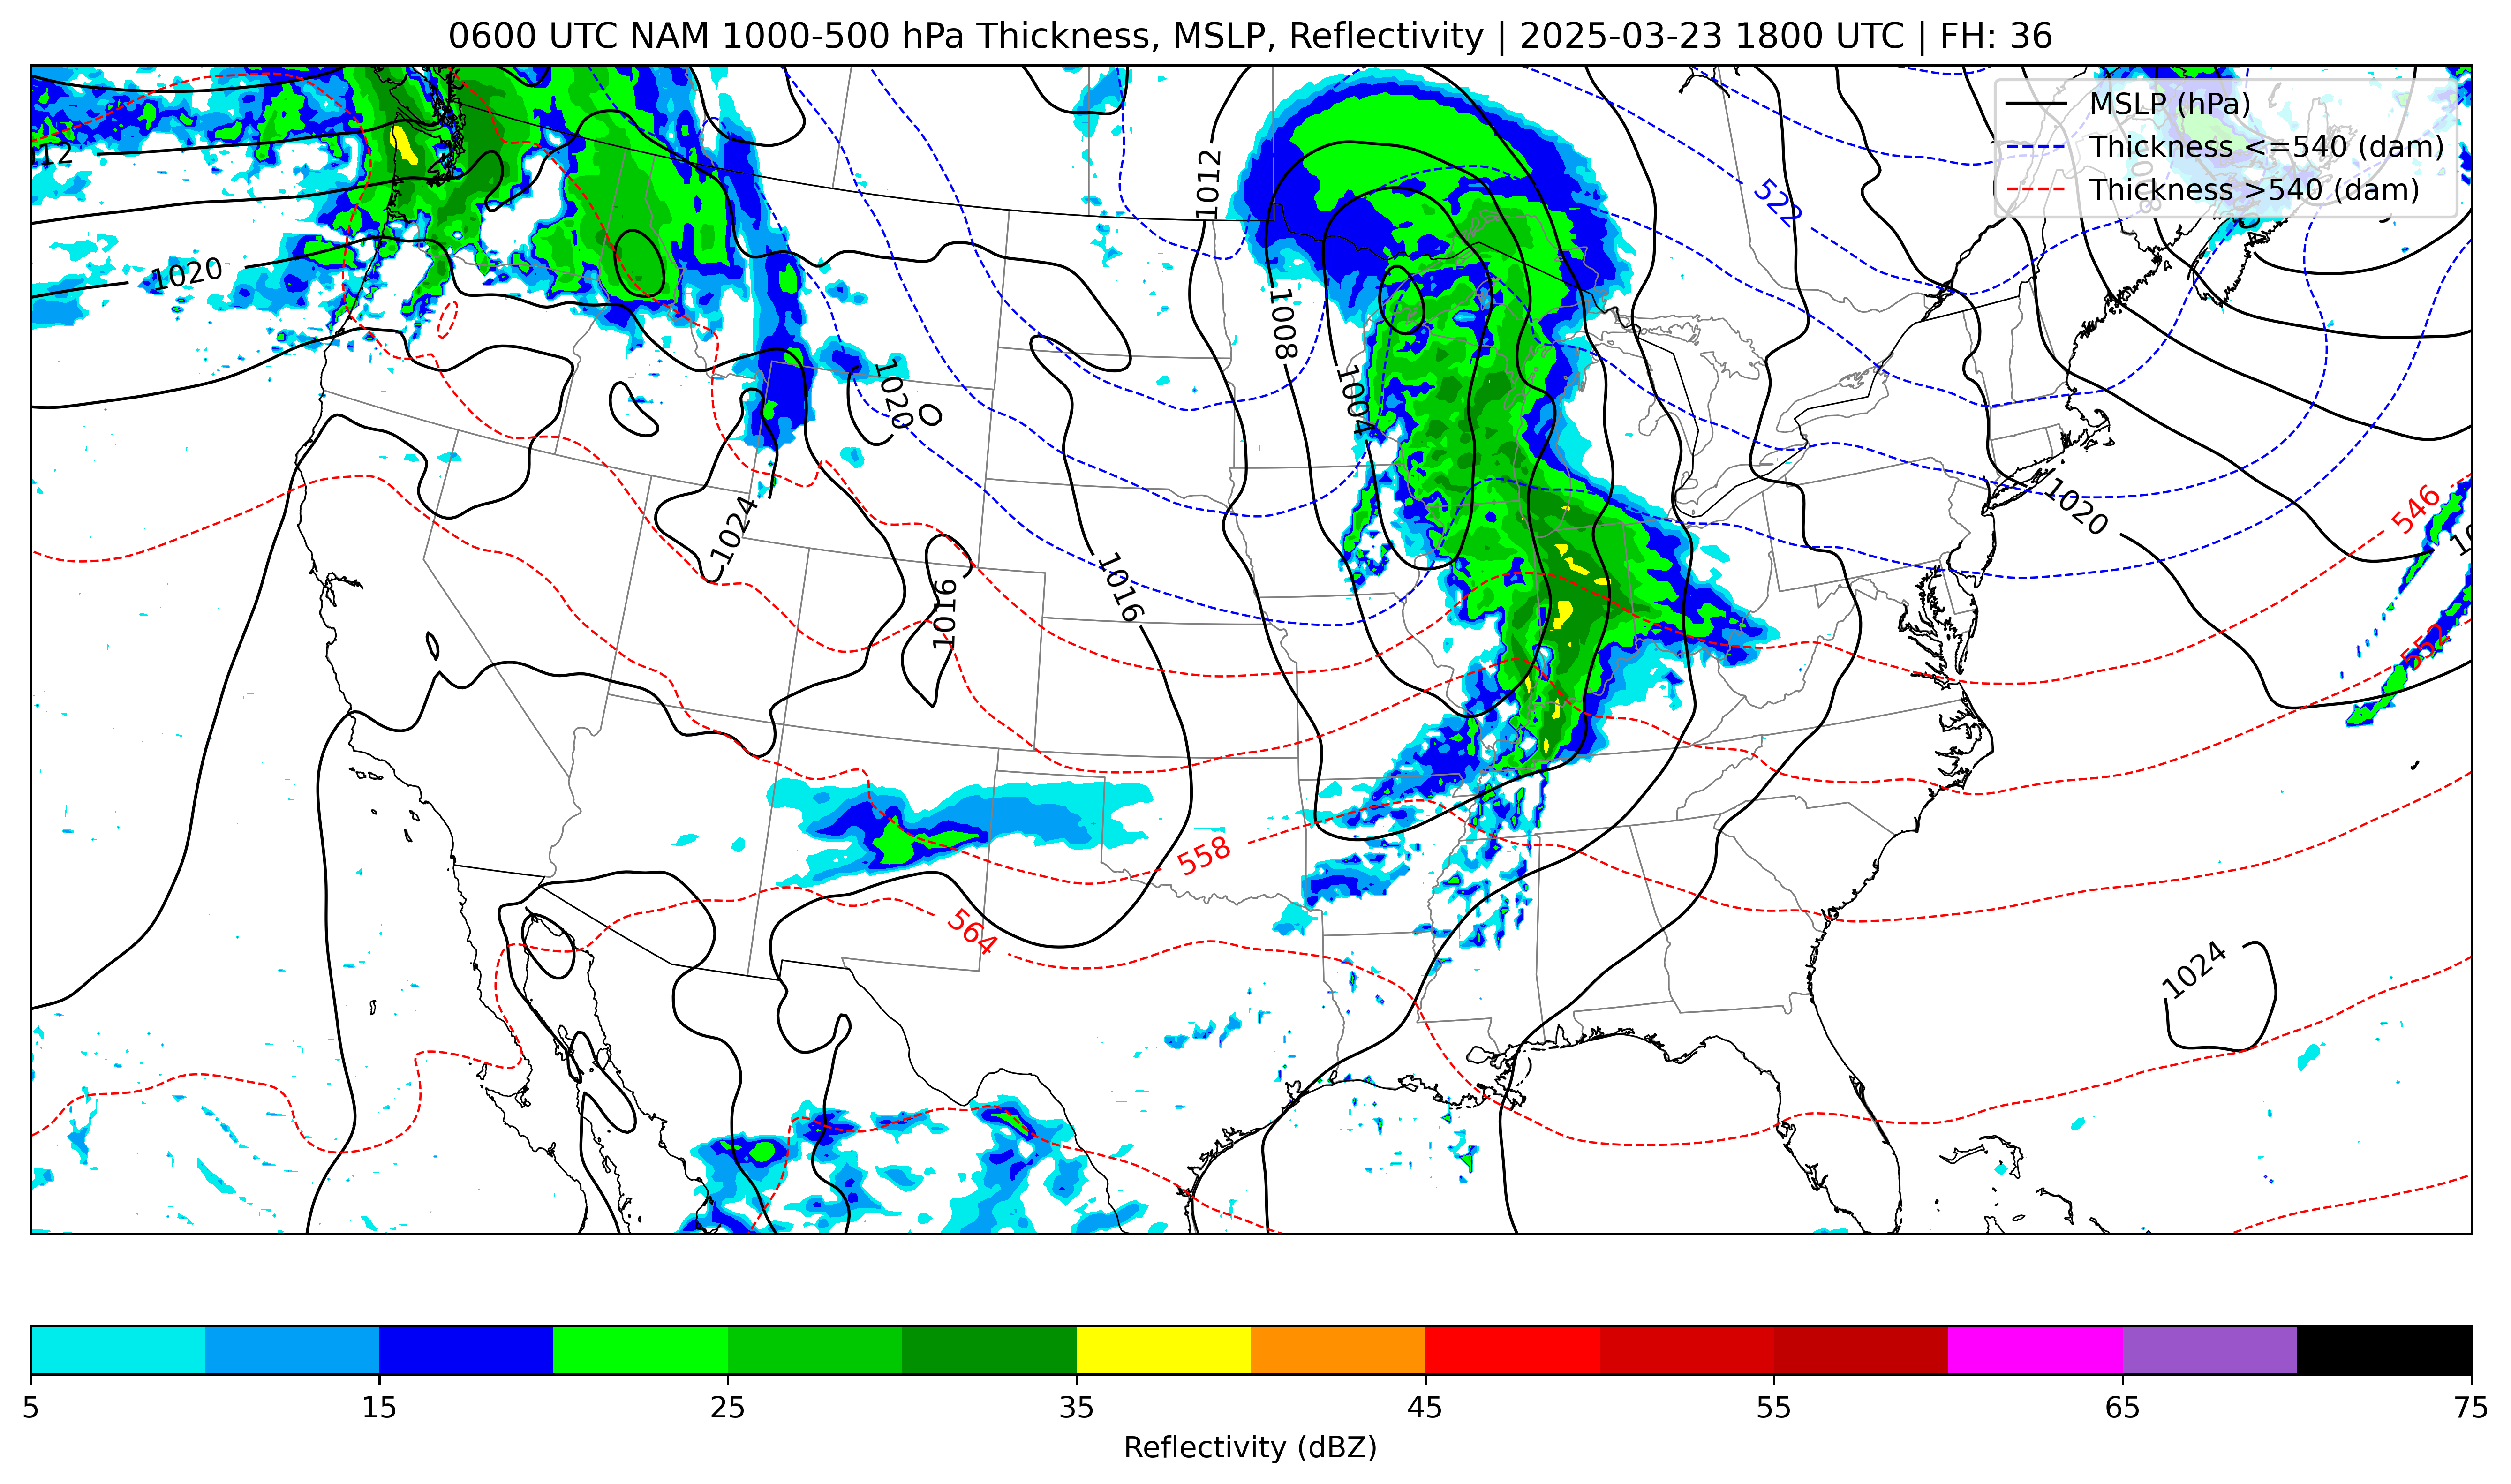 0600 UTC NAM 1000-500 hPa Thickness, MSLP, Reflectivity | 2025-03-23 1800 UTC | FH: 36
MSLP (hPa)
Thickness <=540 (dam)
Thickness >540 (dam)
1012
522
1020
1008
1020
1004
1020
546
1024
1016
1016
552
558
564
1024
5 15 25 35 45 55 65 75
Reflectivity (dBZ)